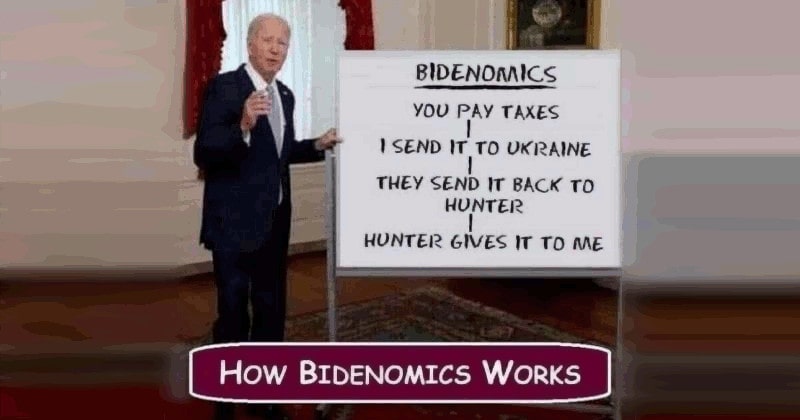 BIDENOMICS
YOU PAY TAXES
I SEND IT TO UKRAINE
THEY SEND IT BACK TO
HUNTER
HUNTER GIVES IT TO ME
HOW BIDENOMICS WORKS